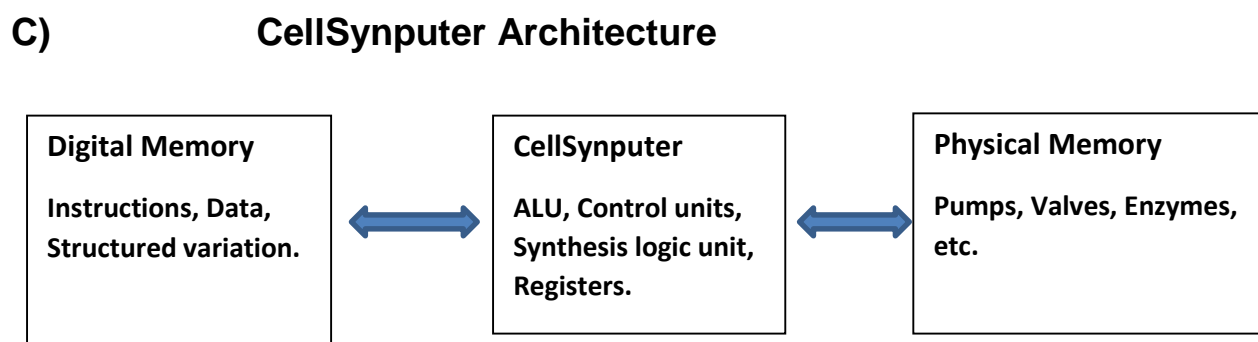 C) CellSynputer Architecture
Digital Memory
Instructions, Data,
Structured variation.
CellSynputer
ALU, Control units,
Synthesis logic unit,
Registers.
Physical Memory
Pumps, Valves, Enzymes,
etc.